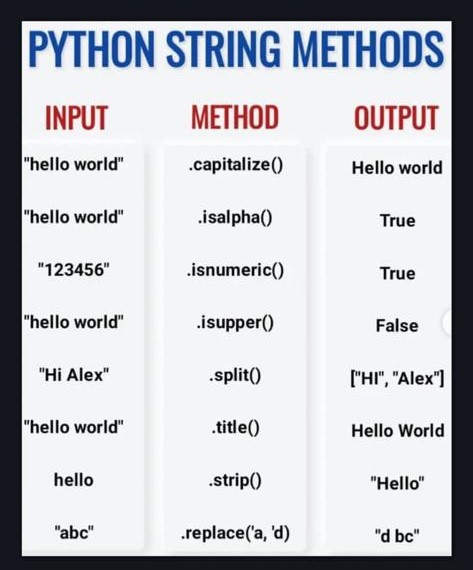 PYTHON STRING METHODS
INPUT METHOD OUTPUT
"hello world" .capitalize() Hello world
"hello world" .isalpha() True
"123456" .isnumeric() True
"hello world" .isupper() False
"Hi Alex" .split() ["HI", "Alex"]
"hello world" .title() Hello World
hello .strip() "Hello"
"abc" .replace('a, 'd) "d bc"